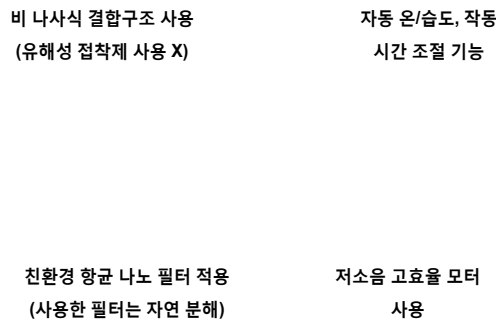 비 나사식 결합구조 사용
(유해성 접착제 사용 X)
자동 온/습도, 작동
시간 조절 기능
친환경 항균 나노 필터 적용
(사용한 필터는 자연 분해)
저소음 고효율 모터
사용